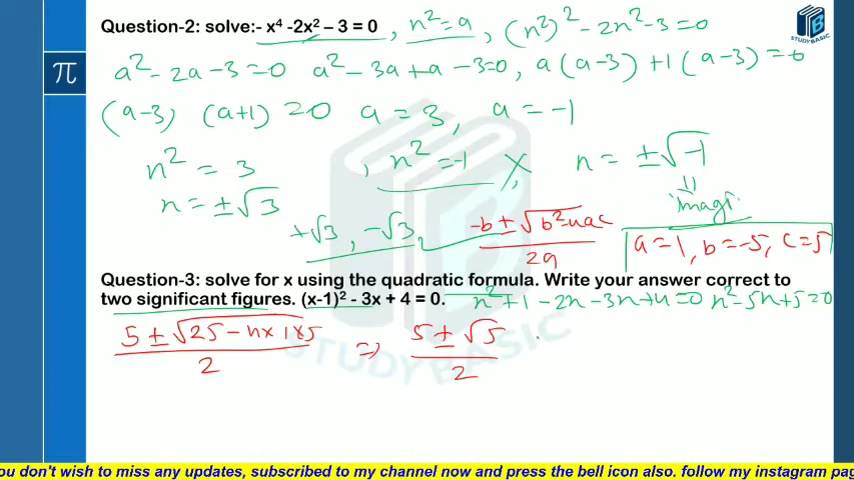 Question-2: solve:- x⁴ -2x² – 3 = 0 , n² = a , (n²)² - 2n² - 3 = 0
STUDYBASIC
π
a² - 2a - 3 = 0 a² - 3a + a - 3 = 0, a(a-3) + 1(a-3) = 0
(a-3) (a+1) = 0 a = 3, a = -1
n² = 3 , n² = -1 X, n = ±√-1
n = ±√3
imagi.
+√3, -√3
-b ± √b²-4ac / 2a
a = 1, b = -5, c = 5
Question-3: solve for x using the quadratic formula. Write your answer correct to
two significant figures. (x-1)² - 3x + 4 = 0. n² + 1 - 2n - 3n + 4 = 0 n² - 5n + 5 = 0
5 ± √25 - 4×1×5 / 2 => 5 ± √5 / 2
STUDYBASIC
ou don't wish to miss any updates, subscribed to my channel now and press the bell icon also. follow my instagram pag